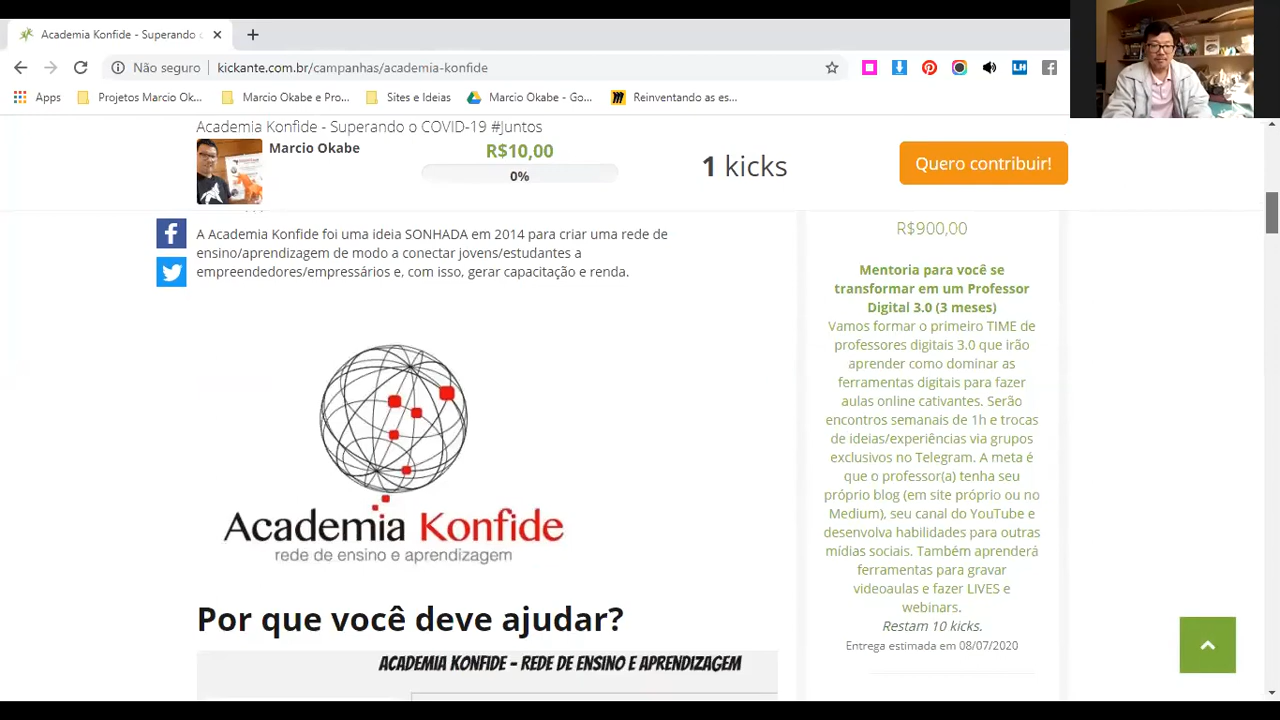 Academia Konfide - Superando o
Não seguro
kickante.com.br/campanhas/academia-konfide
LH
Apps
Projetos Marcio Ok...
Marcio Okabe e Pro...
Sites e Ideias
Marcio Okabe - Go...
Reinventando as es...
Academia Konfide - Superando o COVID-19 #Juntos
Marcio Okabe
R$10,00
0%
1 kicks
Quero contribuir!
A Academia Konfide foi uma ideia SONHADA em 2014 para criar uma rede de
ensino/aprendizagem de modo a conectar jovens/estudantes a
empreendedores/empressários e, com isso, gerar capacitação e renda.
Academia Konfide
rede de ensino e aprendizagem
Por que você deve ajudar?
ACADEMIA KONFIDE - REDE DE ENSINO E APRENDIZAGEM
R$900,00
Mentoria para você se
transformar em um Professor
Digital 3.0 (3 meses)
Vamos formar o primeiro TIME de
professores digitais 3.0 que irão
aprender como dominar as
ferramentas digitais para fazer
aulas online cativantes. Serão
encontros semanais de 1h e trocas
de ideias/experiências via grupos
exclusivos no Telegram. A meta é
que o professor(a) tenha seu
próprio blog (em site próprio ou no
Medium), seu canal do YouTube e
desenvolva habilidades para outras
mídias sociais. Também aprenderá
ferramentas para gravar
videoaulas e fazer LIVES e
webinars.
Restam 10 kicks.
Entrega estimada em 08/07/2020